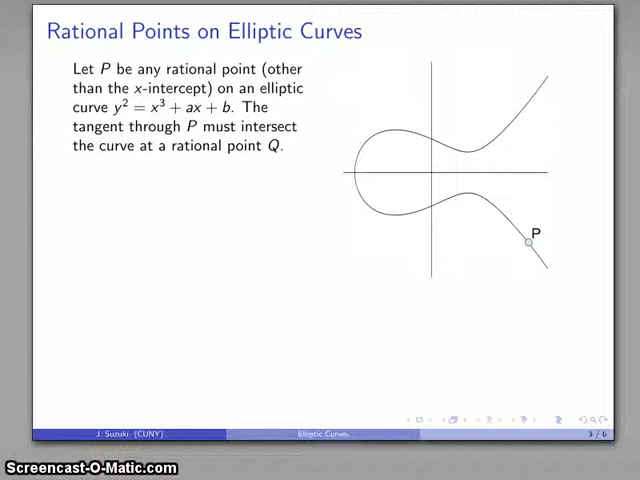 Rational Points on Elliptic Curves
Let P be any rational point (other
than the x-intercept) on an elliptic
curve y² = x³ + ax + b. The
tangent through P must intersect
the curve at a rational point Q.
P
J. Suzuki (CUNY)
Elliptic Curves
3 / 6
Screencast-O-Matic.com